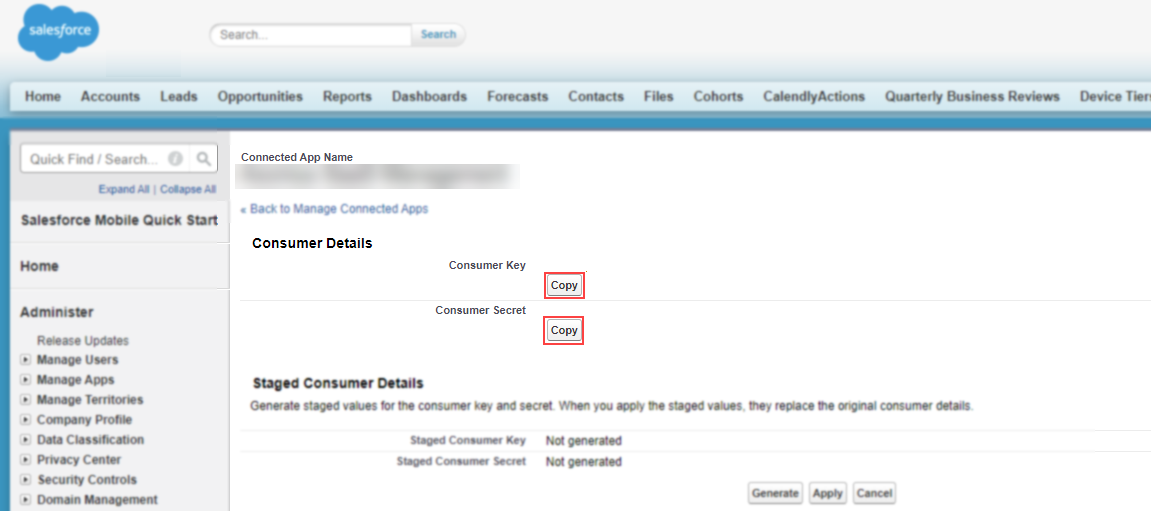 salesforce
Search...
Search
Home Accounts Leads Opportunities Reports Dashboards Forecasts Contacts Files Cohorts CalendlyActions Quarterly Business Reviews Device Tiers
Quick Find / Search...
Expand All | Collapse All
Salesforce Mobile Quick Start
Home
Administer
Release Updates
Manage Users
Manage Apps
Manage Territories
Company Profile
Data Classification
Privacy Center
Security Controls
Domain Management
Connected App Name
« Back to Manage Connected Apps
Consumer Details
Consumer Key
Copy
Consumer Secret
Copy
Staged Consumer Details
Generate staged values for the consumer key and secret. When you apply the staged values, they replace the original consumer details.
Staged Consumer Key Not generated
Staged Consumer Secret Not generated
Generate Apply Cancel